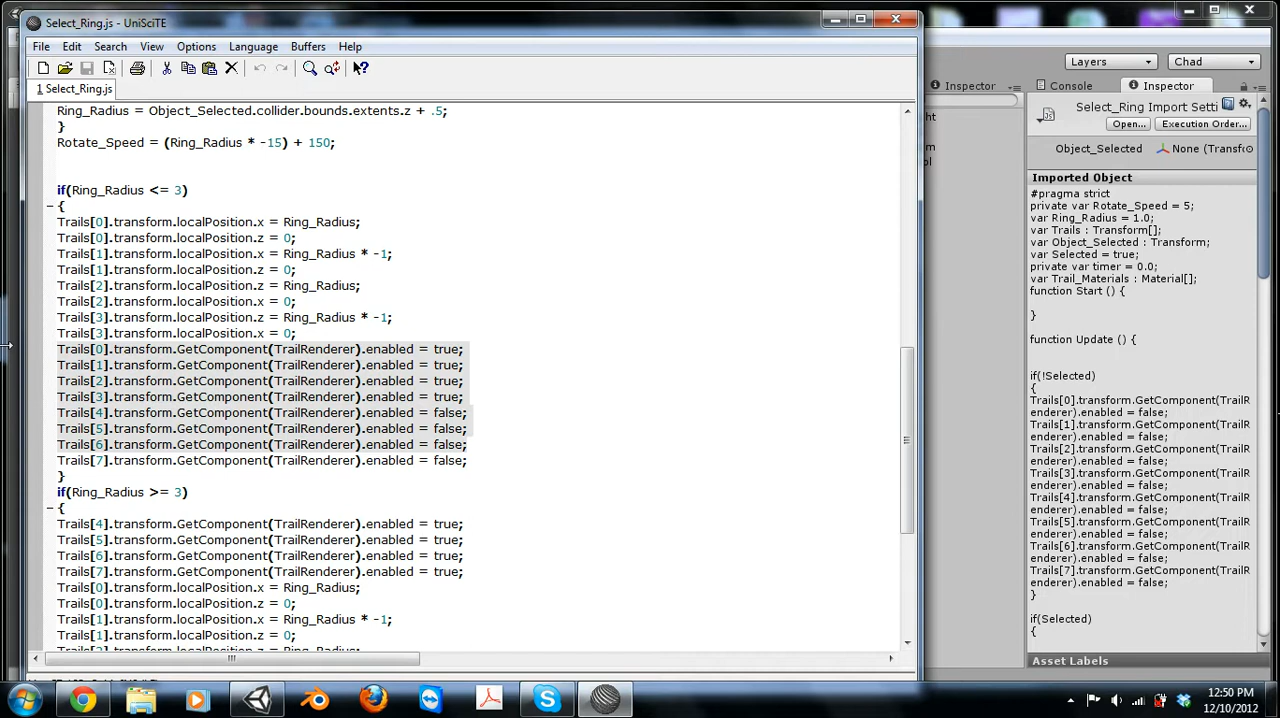 Select_Ring.js - UniSciTE
File Edit Search View Options Language Buffers Help
1 Select_Ring.js
Ring_Radius = Object_Selected.collider.bounds.extents.z + .5;
}
Rotate_Speed = (Ring_Radius * -15) + 150;
if(Ring_Radius <= 3)
{
Trails[0].transform.localPosition.x = Ring_Radius;
Trails[0].transform.localPosition.z = 0;
Trails[1].transform.localPosition.x = Ring_Radius * -1;
Trails[1].transform.localPosition.z = 0;
Trails[2].transform.localPosition.z = Ring_Radius;
Trails[2].transform.localPosition.x = 0;
Trails[3].transform.localPosition.z = Ring_Radius * -1;
Trails[3].transform.localPosition.x = 0;
Trails[0].transform.GetComponent(TrailRenderer).enabled = true;
Trails[1].transform.GetComponent(TrailRenderer).enabled = true;
Trails[2].transform.GetComponent(TrailRenderer).enabled = true;
Trails[3].transform.GetComponent(TrailRenderer).enabled = true;
Trails[4].transform.GetComponent(TrailRenderer).enabled = false;
Trails[5].transform.GetComponent(TrailRenderer).enabled = false;
Trails[6].transform.GetComponent(TrailRenderer).enabled = false;
Trails[7].transform.GetComponent(TrailRenderer).enabled = false;
}
if(Ring_Radius >= 3)
{
Trails[4].transform.GetComponent(TrailRenderer).enabled = true;
Trails[5].transform.GetComponent(TrailRenderer).enabled = true;
Trails[6].transform.GetComponent(TrailRenderer).enabled = true;
Trails[7].transform.GetComponent(TrailRenderer).enabled = true;
Trails[0].transform.localPosition.x = Ring_Radius;
Trails[0].transform.localPosition.z = 0;
Trails[1].transform.localPosition.x = Ring_Radius * -1;
Trails[1].transform.localPosition.z = 0;
Layers Chad
Inspector Console Inspector
Select_Ring Import Setti
Open... Execution Order...
Object_Selected None (Transfo
Imported Object
#pragma strict
private var Rotate_Speed = 5;
var Ring_Radius = 1.0;
var Trails : Transform[];
var Object_Selected : Transform;
var Selected = true;
private var timer = 0.0;
var Trail_Materials : Material[];
function Start () {
}
function Update () {
if(!Selected)
{
Trails[0].transform.GetComponent(TrailR
enderer).enabled = false;
Trails[1].transform.GetComponent(TrailR
enderer).enabled = false;
Trails[2].transform.GetComponent(TrailR
enderer).enabled = false;
Trails[3].transform.GetComponent(TrailR
enderer).enabled = false;
Trails[4].transform.GetComponent(TrailR
enderer).enabled = false;
Trails[5].transform.GetComponent(TrailR
enderer).enabled = false;
Trails[6].transform.GetComponent(TrailR
enderer).enabled = false;
Trails[7].transform.GetComponent(TrailR
enderer).enabled = false;
}
if(Selected)
{
Asset Labels
12:50 PM
12/10/2012